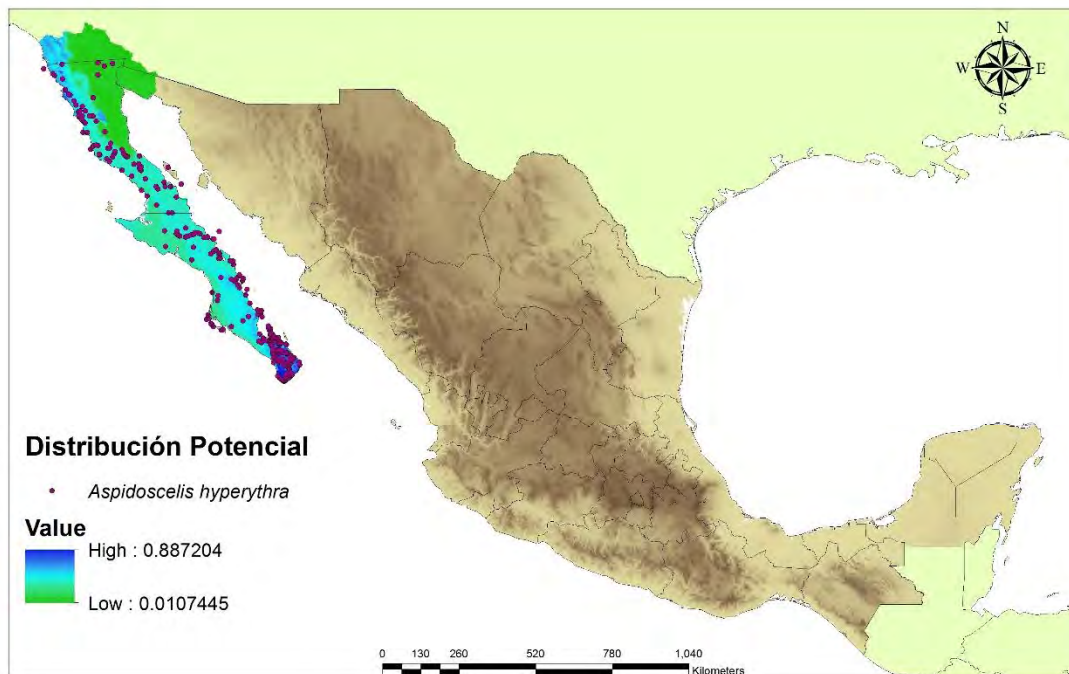 N
W E
S
Distribución Potencial
Aspidoscelis hyperythra
Value
High : 0.887204
Low : 0.0107445
0 130 260 520 780 1,040
Kilometers